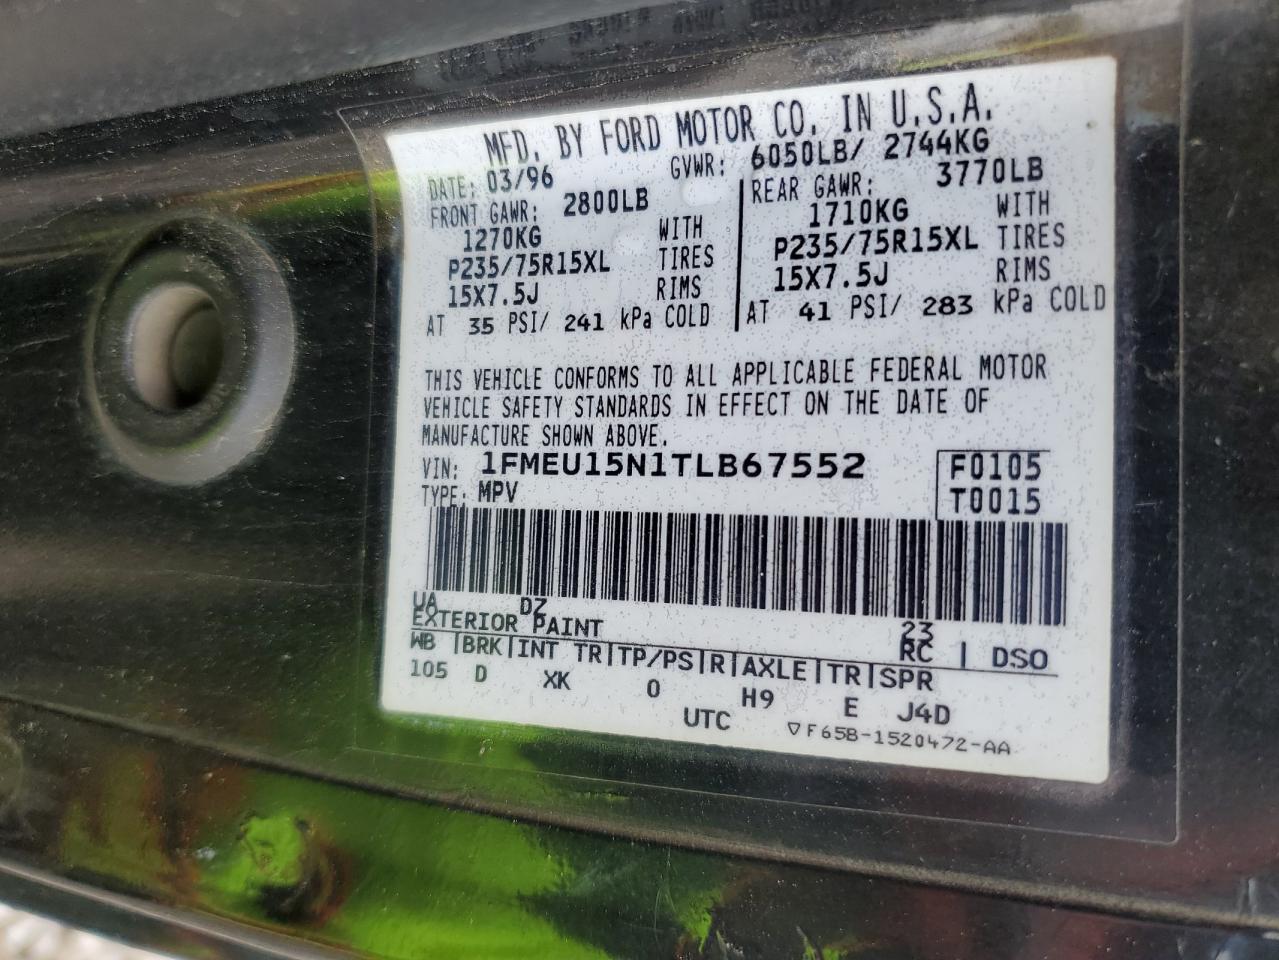 MFD. BY FORD MOTOR CO. IN U.S.A.
DATE: 03/96 GVWR: 6050LB/ 2744KG
FRONT GAWR: 2800LB REAR GAWR: 3770LB
1270KG WITH 1710KG WITH
P235/75R15XL TIRES P235/75R15XL TIRES
15X7.5J RIMS 15X7.5J RIMS
AT 35 PSI/ 241 kPa COLD AT 41 PSI/ 283 kPa COLD
THIS VEHICLE CONFORMS TO ALL APPLICABLE FEDERAL MOTOR
VEHICLE SAFETY STANDARDS IN EFFECT ON THE DATE OF
MANUFACTURE SHOWN ABOVE.
VIN: 1FMEU15N1TLB67552 F0105
TYPE: MPV T0015
UA DZ 23
EXTERIOR PAINT RC | DSO
WB |BRK|INT TR|TP/PS|R|AXLE|TR|SPR
105 D XK 0 H9 E J4D
UTC ▽F65B-1520472-AA